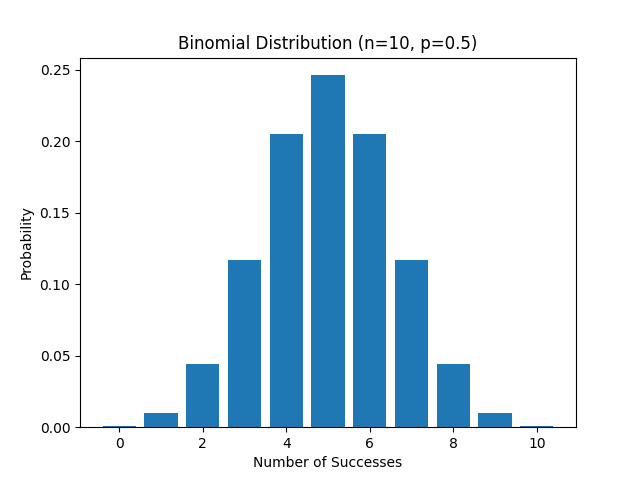 Binomial Distribution (n=10, p=0.5)
0.25
0.20
0.15
0.10
0.05
0.00
Probability
0 2 4 6 8 10
Number of Successes